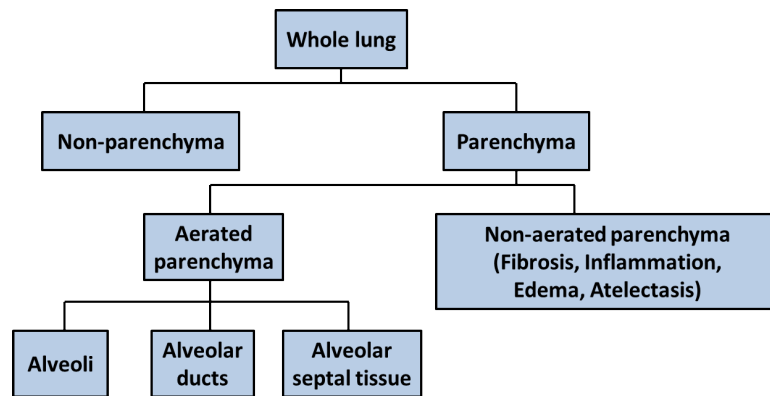 Whole lung
Non-parenchyma
Parenchyma
Aerated
parenchyma
Non-aerated parenchyma
(Fibrosis, Inflammation,
Edema, Atelectasis)
Alveoli
Alveolar
ducts
Alveolar
septal tissue